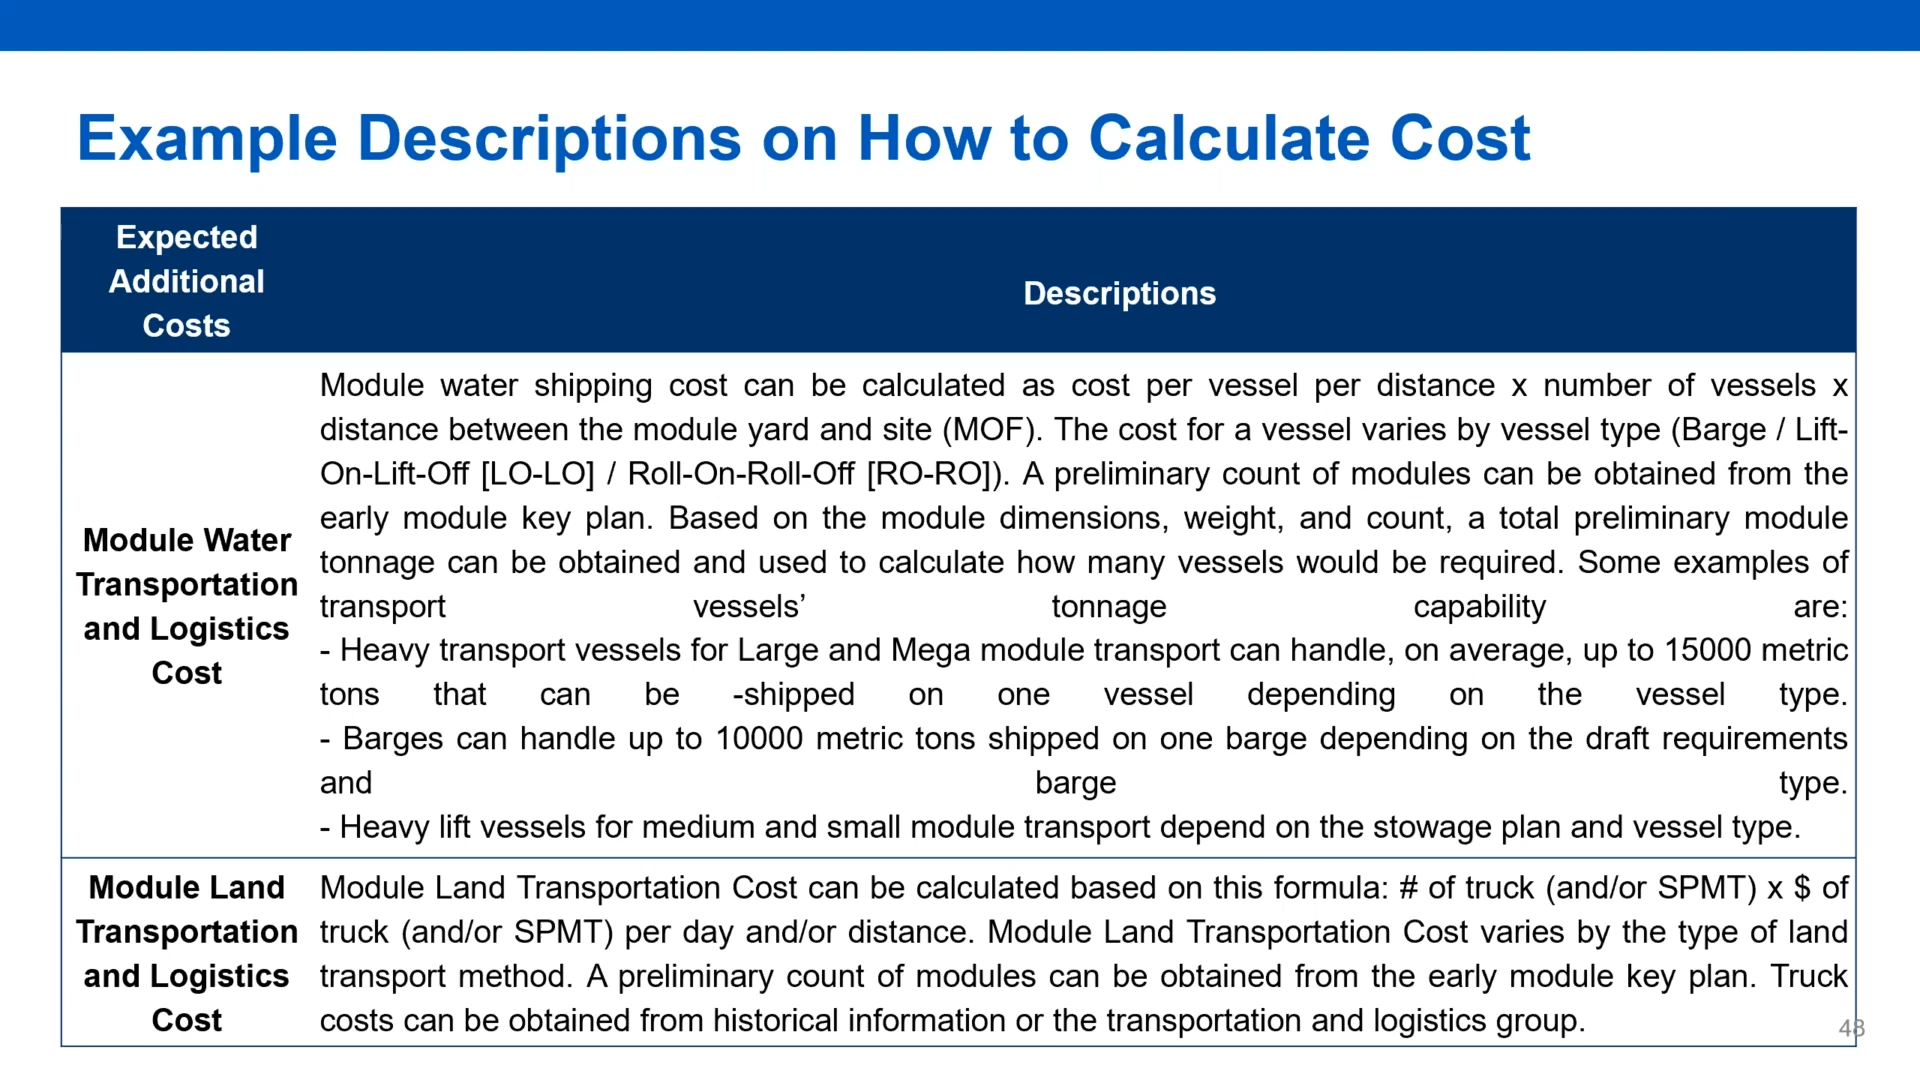 Example Descriptions on How to Calculate Cost
Expected
Additional
Costs
Descriptions
Module Water
Transportation
and Logistics
Cost
Module water shipping cost can be calculated as cost per vessel per distance x number of vessels x
distance between the module yard and site (MOF). The cost for a vessel varies by vessel type (Barge / Lift-
On-Lift-Off [LO-LO] / Roll-On-Roll-Off [RO-RO]). A preliminary count of modules can be obtained from the
early module key plan. Based on the module dimensions, weight, and count, a total preliminary module
tonnage can be obtained and used to calculate how many vessels would be required. Some examples of
transport vessels’ tonnage capability are:
- Heavy transport vessels for Large and Mega module transport can handle, on average, up to 15000 metric
tons that can be -shipped on one vessel depending on the vessel type.
- Barges can handle up to 10000 metric tons shipped on one barge depending on the draft requirements
and barge type.
- Heavy lift vessels for medium and small module transport depend on the stowage plan and vessel type.
Module Land
Transportation
and Logistics
Cost
Module Land Transportation Cost can be calculated based on this formula: # of truck (and/or SPMT) x $ of
truck (and/or SPMT) per day and/or distance. Module Land Transportation Cost varies by the type of land
transport method. A preliminary count of modules can be obtained from the early module key plan. Truck
costs can be obtained from historical information or the transportation and logistics group.
48